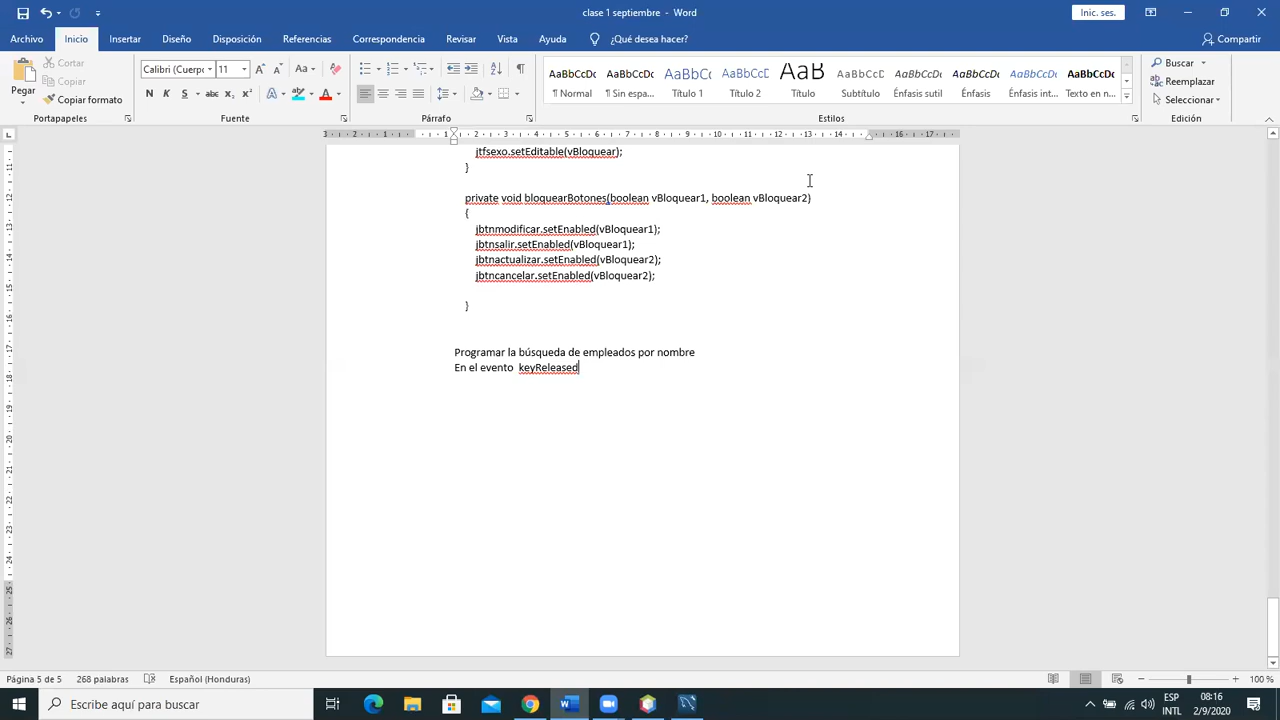 clase 1 septiembre - Word
Inic. ses.
Archivo Inicio Insertar Diseño Disposición Referencias Correspondencia Revisar Vista Ayuda ¿Qué desea hacer? Compartir
Pegar
Cortar
Copiar
Copiar formato
Portapapeles
Calibri (Cuerpo 11
Fuente
Párrafo
AaBbCcDc AaBbCcDc AaBbCc AaBbCcD AaB AaBbCcD AaBbCcDc AaBbCcDc AaBbCcDc AaBbCcDc
¶ Normal ¶ Sin espa... Título 1 Título 2 Título Subtítulo Énfasis sutil Énfasis Énfasis int... Texto en n...
Estilos
Buscar
Reemplazar
Seleccionar
Edición
jtfsexo.setEditable(vBloquear);
}
private void bloquearBotones(boolean vBloquear1, boolean vBloquear2)
{
jbtnmodificar.setEnabled(vBloquear1);
jbtnsalir.setEnabled(vBloquear1);
jbtnactualizar.setEnabled(vBloquear2);
jbtncancelar.setEnabled(vBloquear2);
}
Programar la búsqueda de empleados por nombre
En el evento keyReleased
Página 5 de 5 268 palabras Español (Honduras) 100 %
Escribe aquí para buscar
ESP
INTL
08:16
2/9/2020